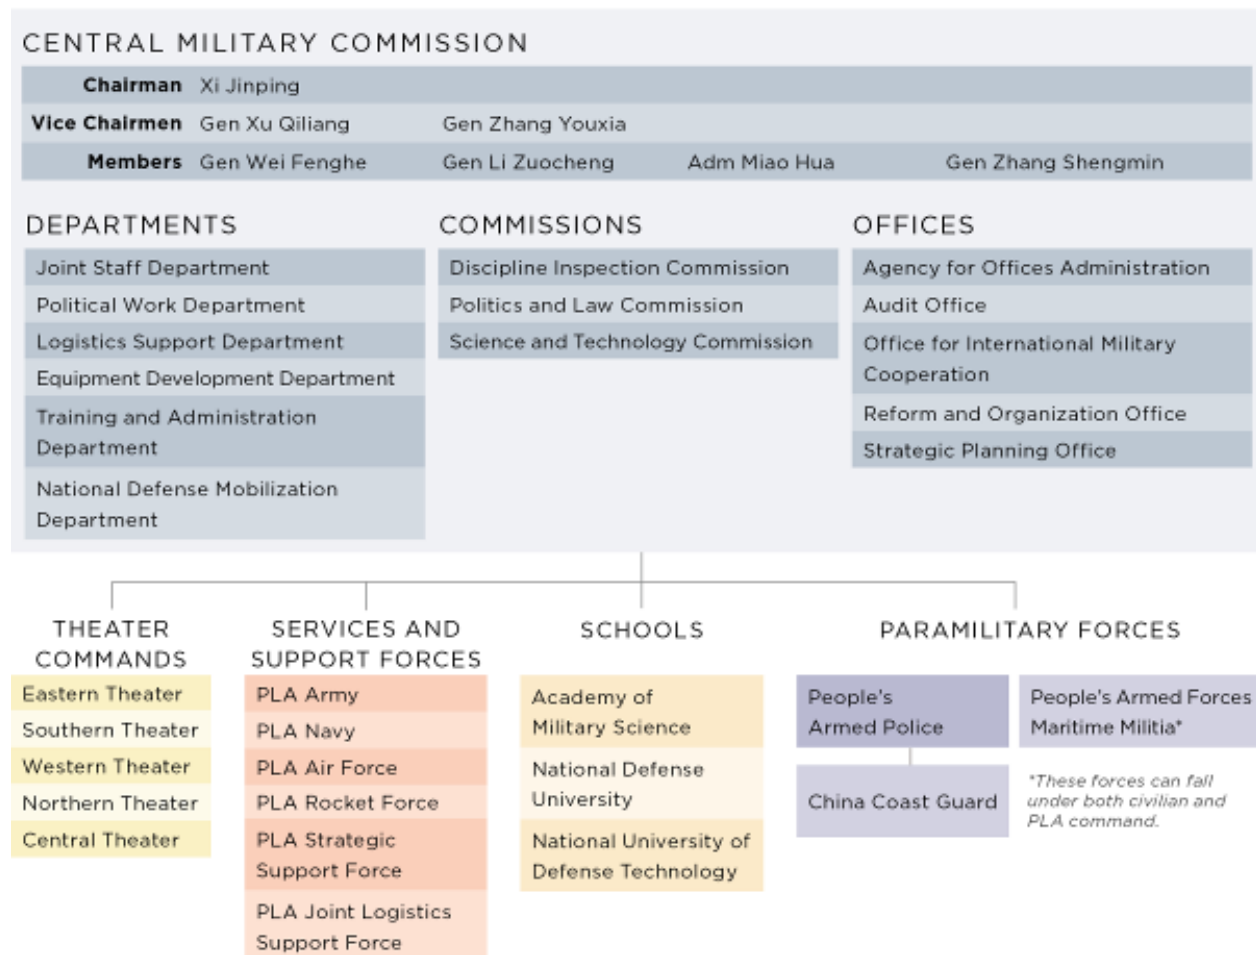 CENTRAL MILITARY COMMISSION
Chairman Xi Jinping
Vice Chairmen Gen Xu Qiliang Gen Zhang Youxia
Members Gen Wei Fenghe Gen Li Zuocheng Adm Miao Hua Gen Zhang Shengmin
DEPARTMENTS
Joint Staff Department
Political Work Department
Logistics Support Department
Equipment Development Department
Training and Administration
Department
National Defense Mobilization
Department
COMMISSIONS
Discipline Inspection Commission
Politics and Law Commission
Science and Technology Commission
OFFICES
Agency for Offices Administration
Audit Office
Office for International Military
Cooperation
Reform and Organization Office
Strategic Planning Office
THEATER
COMMANDS
Eastern Theater
Southern Theater
Western Theater
Northern Theater
Central Theater
SERVICES AND
SUPPORT FORCES
PLA Army
PLA Navy
PLA Air Force
PLA Rocket Force
PLA Strategic
Support Force
PLA Joint Logistics
Support Force
SCHOOLS
Academy of
Military Science
National Defense
University
National University of
Defense Technology
PARAMILITARY FORCES
People's
Armed Police
China Coast Guard
People's Armed Forces
Maritime Militia*
*These forces can fall
under both civilian and
PLA command.